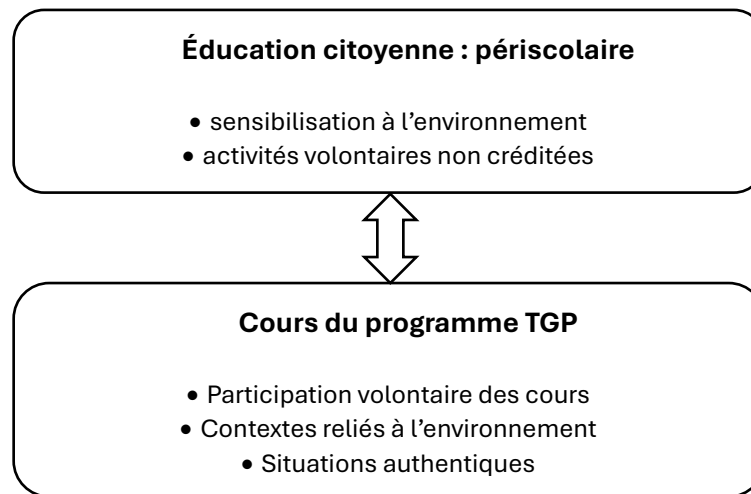 Éducation citoyenne : périscolaire
• sensibilisation à l’environnement
• activités volontaires non créditées
Cours du programme TGP
• Participation volontaire des cours
• Contextes reliés à l’environnement
• Situations authentiques